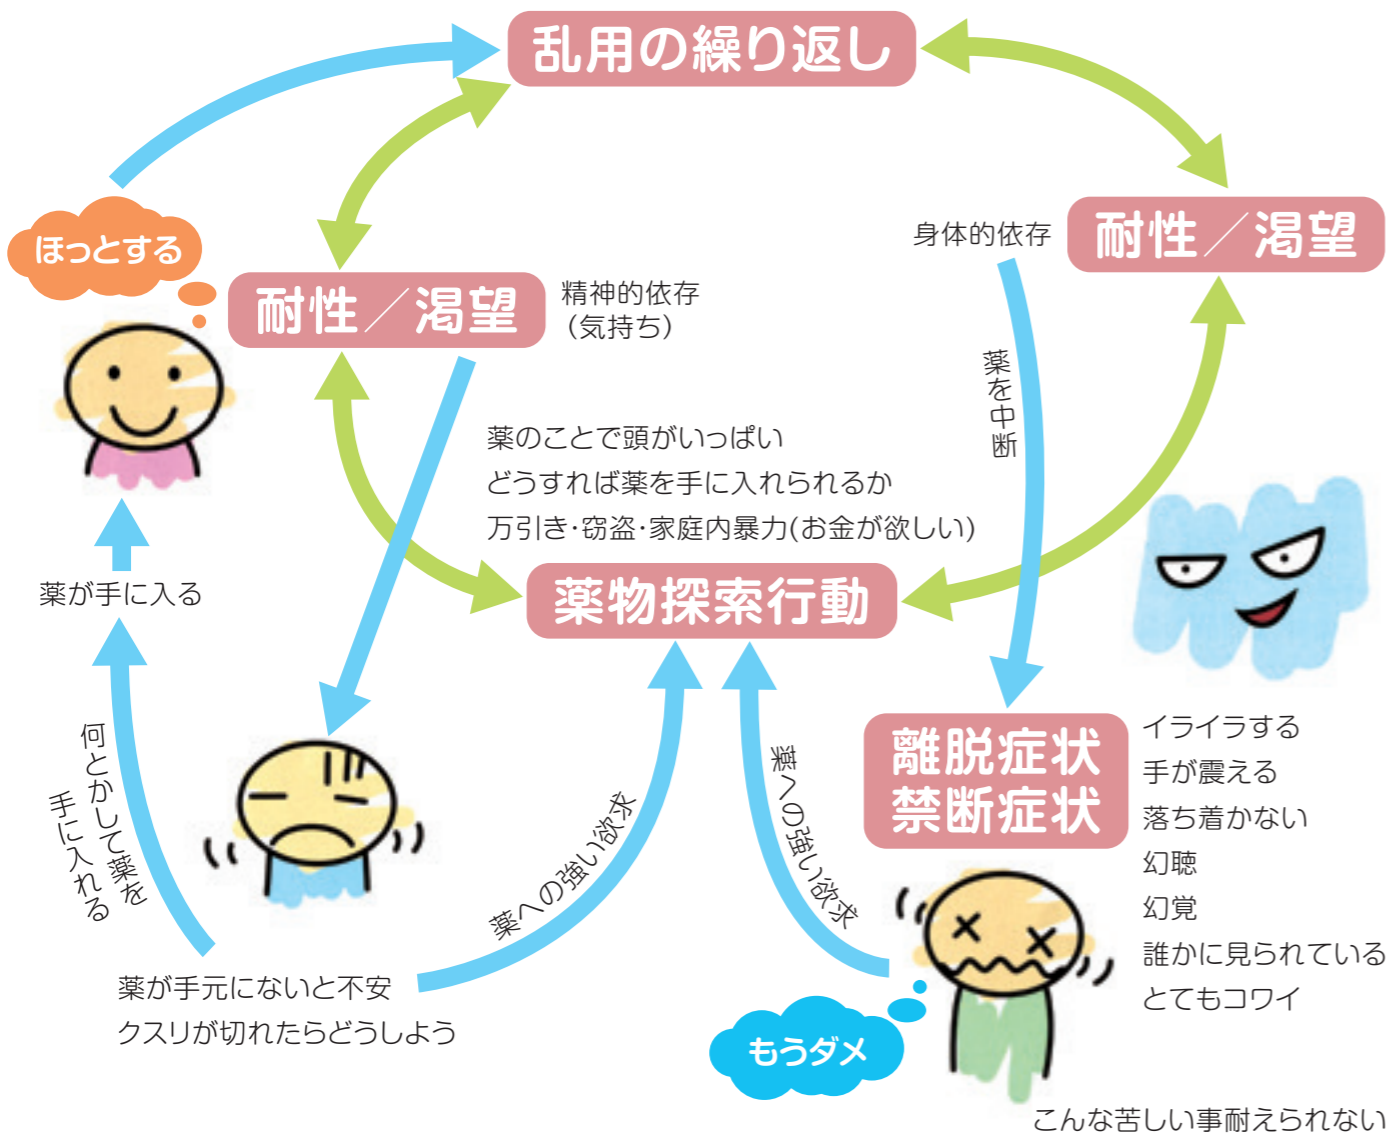 乱用の繰り返し
ほっとする
耐性／渇望
精神的依存
（気持ち）
身体的依存
耐性／渇望
薬を中断
薬のことで頭がいっぱい
どうすれば薬を手に入れられるか
万引き・窃盗・家庭内暴力(お金が欲しい)
薬物探索行動
薬が手に入る
何とかして薬を
手に入れる
薬への強い欲求
薬への強い欲求
離脱症状
禁断症状
イライラする
手が震える
落ち着かない
幻聴
幻覚
誰かに見られている
とてもコワイ
薬が手元にないと不安
クスリが切れたらどうしよう
もうダメ
こんな苦しい事耐えられない